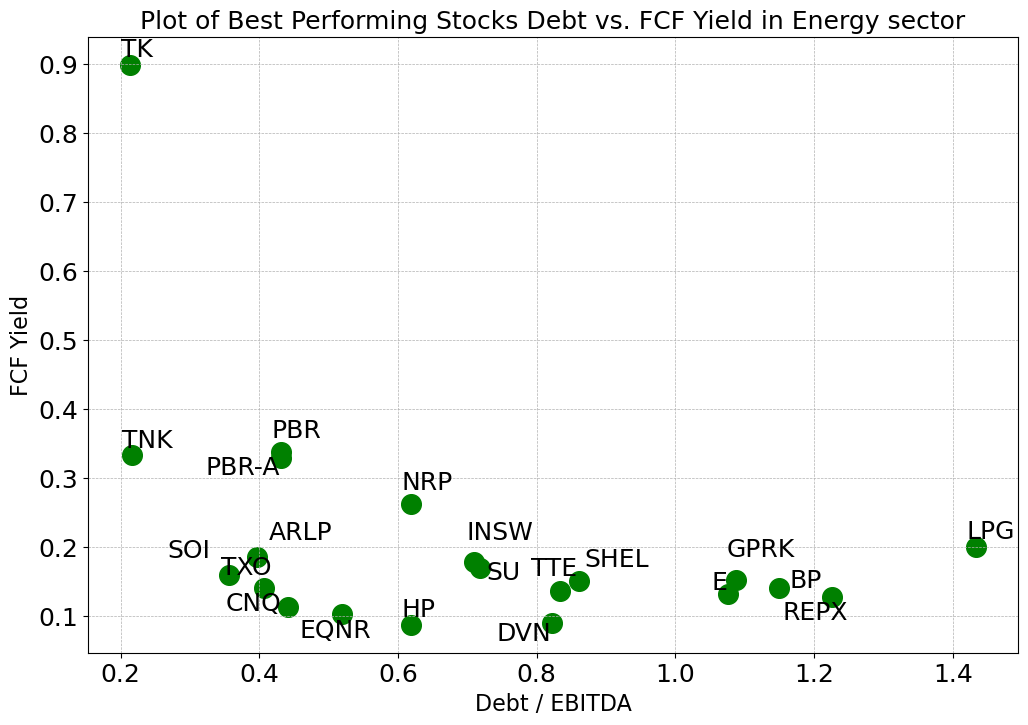 Plot of Best Performing Stocks Debt vs. FCF Yield in Energy sector
TK
0.9
0.8
0.7
0.6
FCF Yield
0.5
0.4
PBR
TNK
PBR-A
0.3
NRP
ARLP
INSW
LPG
SOI
GPRK
0.2
TXO
SU
TTE
SHEL
E
BP
CNQ
HP
REPX
0.1
EQNR
DVN
0.2
0.4
0.6
0.8
1.0
1.2
1.4
Debt / EBITDA